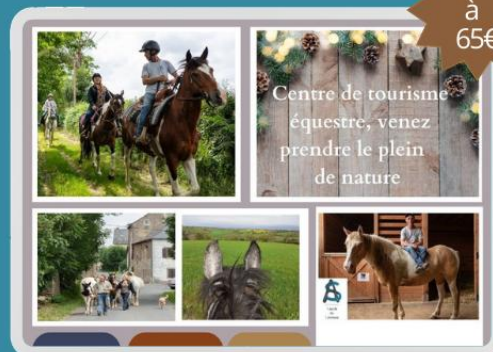 à
65€
Centre de tourisme
équestre, venez
prendre le plein
de nature